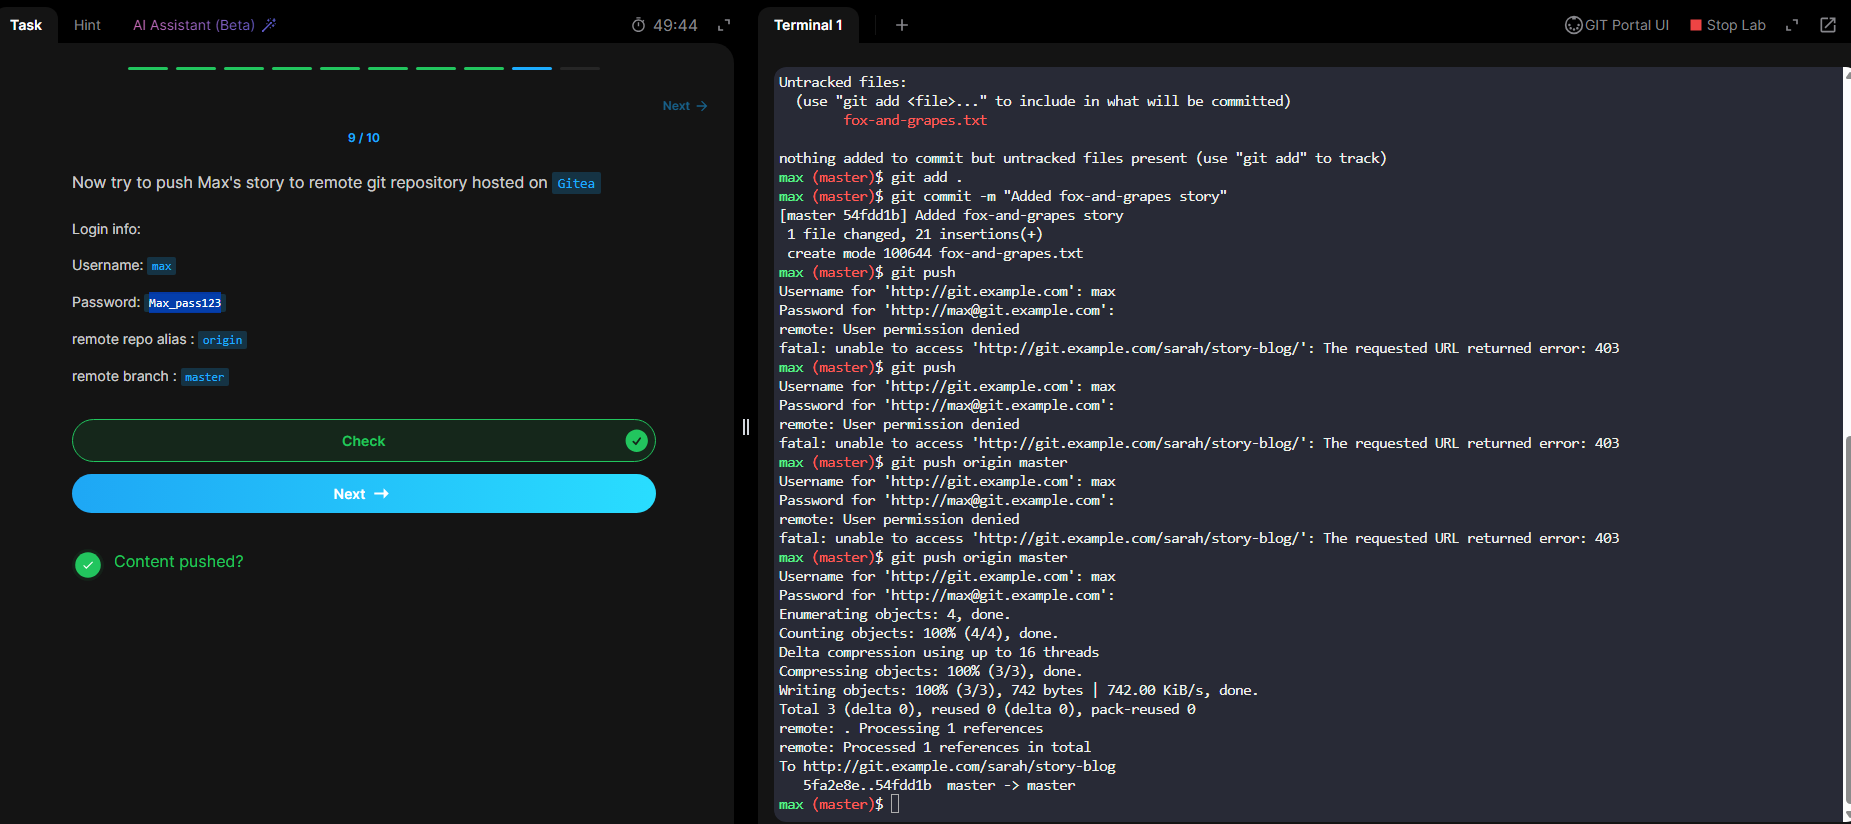 Task
Hint
AI Assistant (Beta)
49:44
Next →
9 / 10
Now try to push Max's story to remote git repository hosted on Gitea
Login info:
Username: max
Password: Max_pass123
remote repo alias : origin
remote branch : master
Check
Next →
Content pushed?
Terminal 1
+
GIT Portal UI
Stop Lab
Untracked files:
  (use "git add <file>..." to include in what will be committed)
        fox-and-grapes.txt
nothing added to commit but untracked files present (use "git add" to track)
max (master)$ git add .
max (master)$ git commit -m "Added fox-and-grapes story"
[master 54fdd1b] Added fox-and-grapes story
 1 file changed, 21 insertions(+)
 create mode 100644 fox-and-grapes.txt
max (master)$ git push
Username for 'http://git.example.com': max
Password for 'http://max@git.example.com':
remote: User permission denied
fatal: unable to access 'http://git.example.com/sarah/story-blog/': The requested URL returned error: 403
max (master)$ git push
Username for 'http://git.example.com': max
Password for 'http://max@git.example.com':
remote: User permission denied
fatal: unable to access 'http://git.example.com/sarah/story-blog/': The requested URL returned error: 403
max (master)$ git push origin master
Username for 'http://git.example.com': max
Password for 'http://max@git.example.com':
remote: User permission denied
fatal: unable to access 'http://git.example.com/sarah/story-blog/': The requested URL returned error: 403
max (master)$ git push origin master
Username for 'http://git.example.com': max
Password for 'http://max@git.example.com':
Enumerating objects: 4, done.
Counting objects: 100% (4/4), done.
Delta compression using up to 16 threads
Compressing objects: 100% (3/3), done.
Writing objects: 100% (3/3), 742 bytes | 742.00 KiB/s, done.
Total 3 (delta 0), reused 0 (delta 0), pack-reused 0
remote: . Processing 1 references
remote: Processed 1 references in total
To http://git.example.com/sarah/story-blog
   5fa2e8e..54fdd1b  master -> master
max (master)$